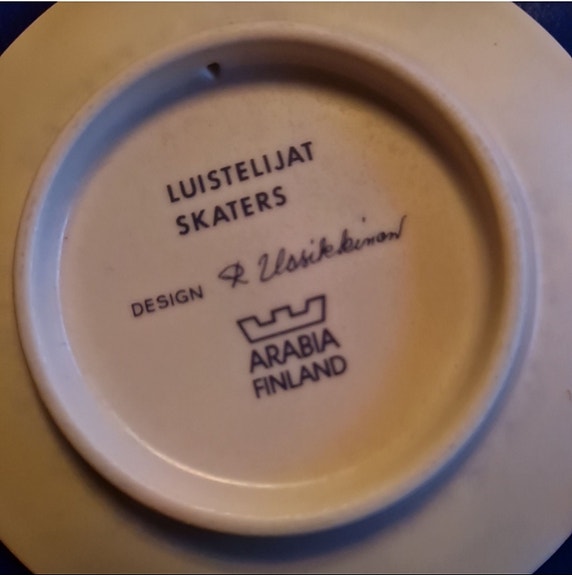 LUISTELIJAT
SKATERS
DESIGN R Uosikkinen
ARABIA
FINLAND